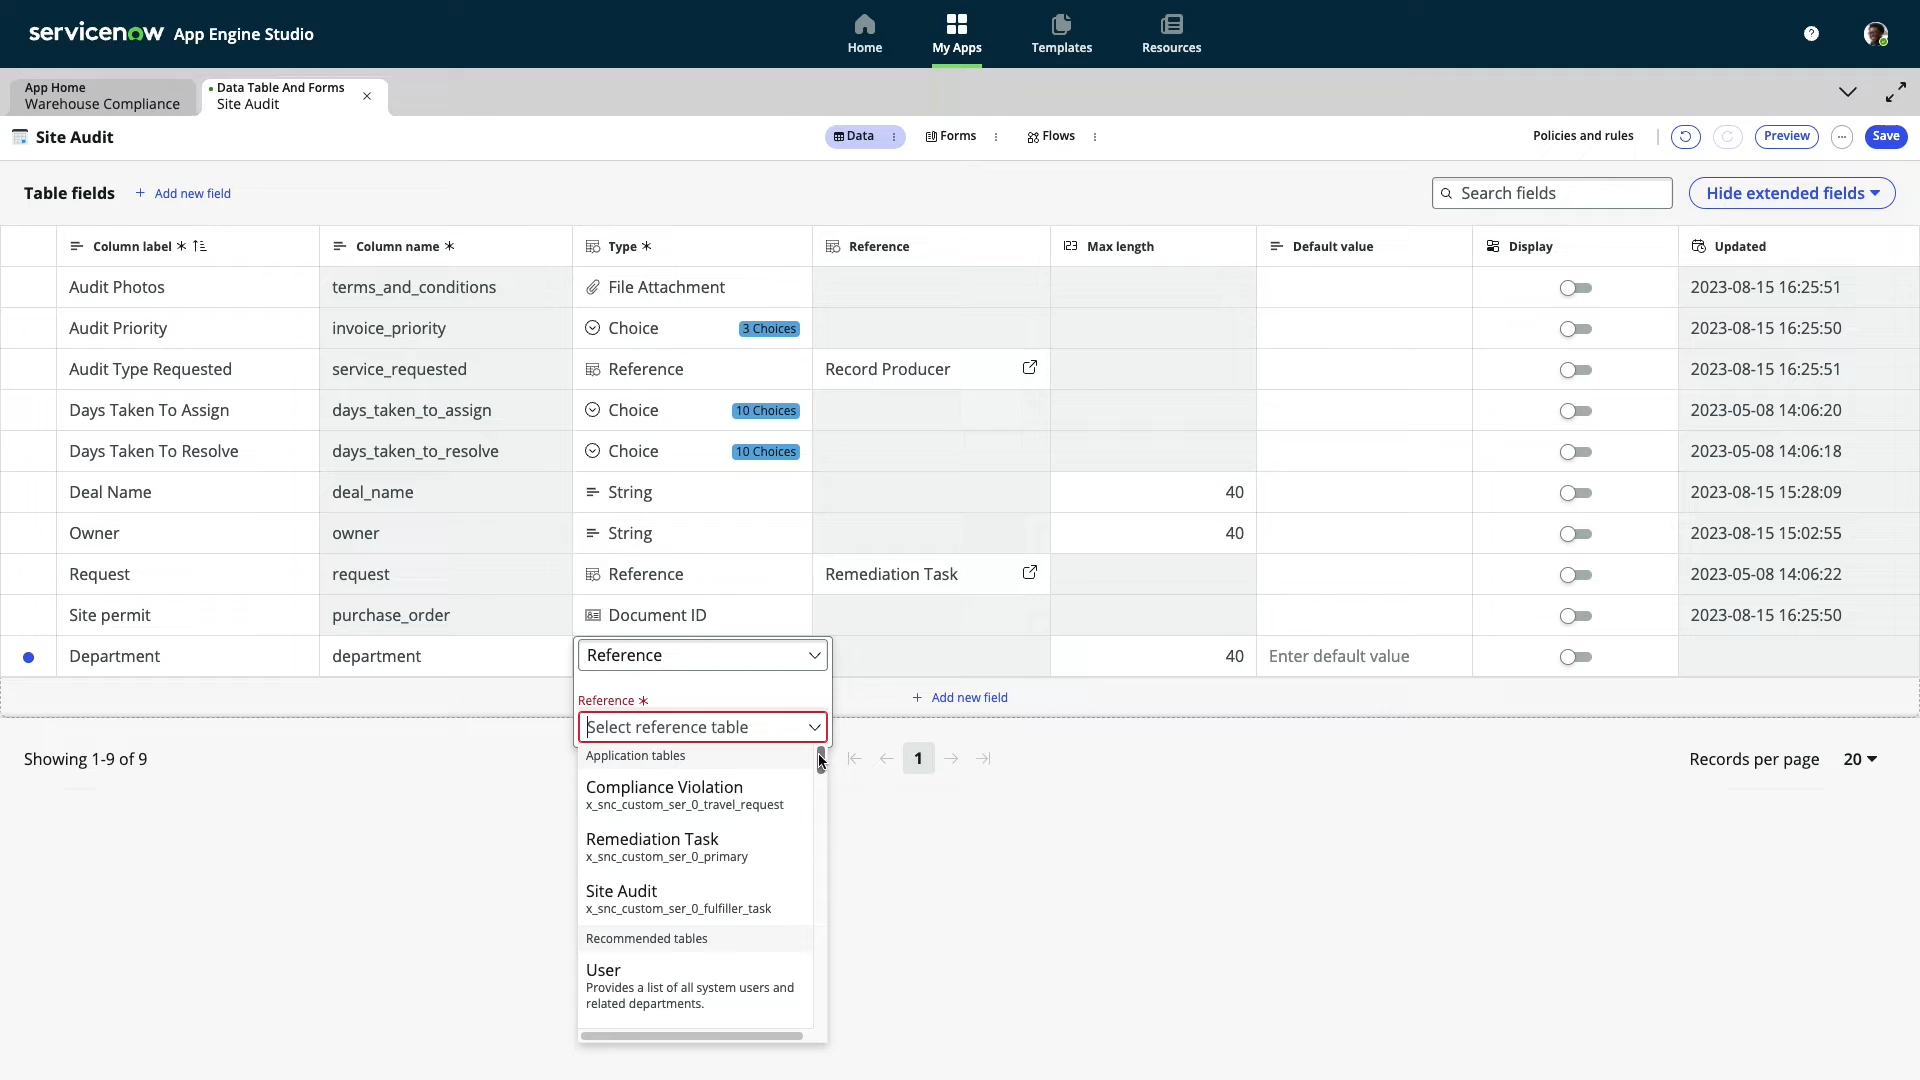 servicenow App Engine Studio
Home
My Apps
Templates
Resources
App Home
Warehouse Compliance
Data Table And Forms
Site Audit
Site Audit
Data
Forms
Flows
Policies and rules
Preview
Save
Table fields
+ Add new field
Search fields
Hide extended fields
Column label *
Column name *
Type *
Reference
Max length
Default value
Display
Updated
Audit Photos terms_and_conditions File Attachment 2023-08-15 16:25:51
Audit Priority invoice_priority Choice 3 Choices 2023-08-15 16:25:50
Audit Type Requested service_requested Reference Record Producer 2023-08-15 16:25:51
Days Taken To Assign days_taken_to_assign Choice 10 Choices 2023-05-08 14:06:20
Days Taken To Resolve days_taken_to_resolve Choice 10 Choices 2023-05-08 14:06:18
Deal Name deal_name String 40 2023-08-15 15:28:09
Owner owner String 40 2023-08-15 15:02:55
Request request Reference Remediation Task 2023-05-08 14:06:22
Site permit purchase_order Document ID 2023-08-15 16:25:50
Department department Reference 40 Enter default value
Reference *
+ Add new field
Select reference table
Showing 1-9 of 9
1
Records per page 20
Application tables
Compliance Violation
x_snc_custom_ser_0_travel_request
Remediation Task
x_snc_custom_ser_0_primary
Site Audit
x_snc_custom_ser_0_fulfiller_task
Recommended tables
User
Provides a list of all system users and
related departments.